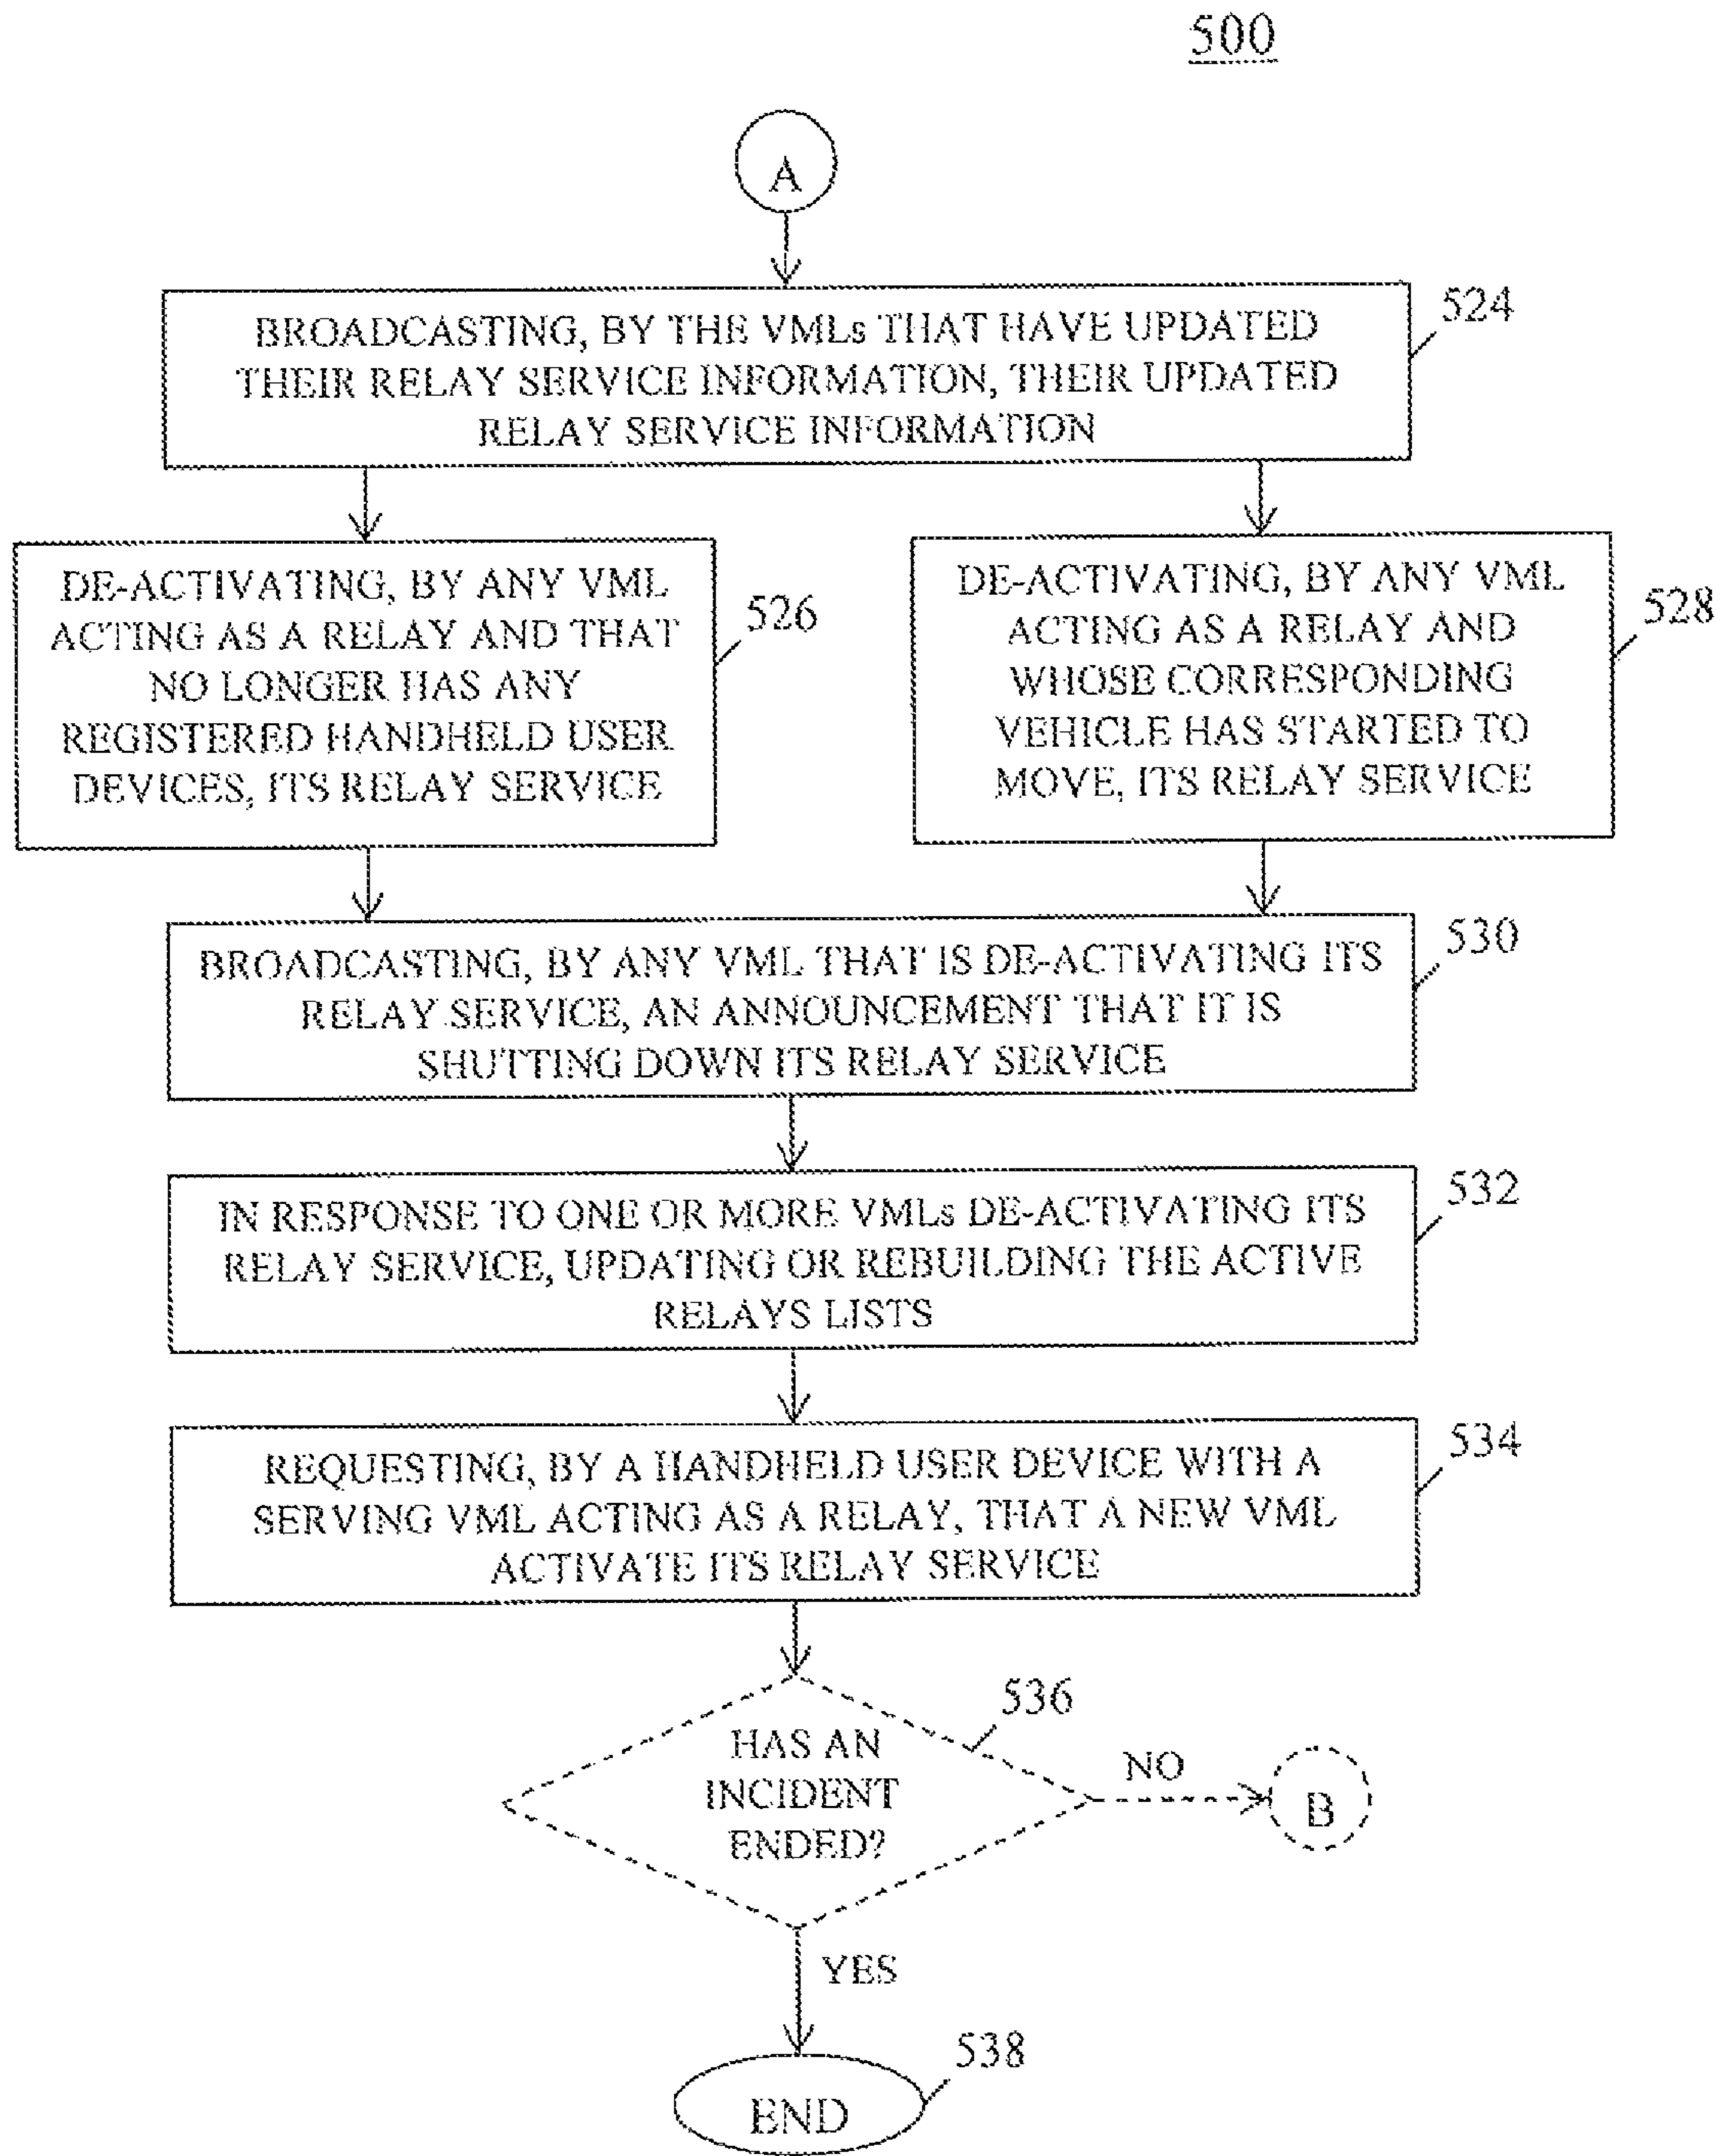 500
A
BROADCASTING, BY THE VMLs THAT HAVE UPDATED
THEIR RELAY SERVICE INFORMATION, THEIR UPDATED
RELAY SERVICE INFORMATION
524
DE-ACTIVATING, BY ANY VML
ACTING AS A RELAY AND THAT
NO LONGER HAS ANY
REGISTERED HANDHELD USER
DEVICES, ITS RELAY SERVICE
526
DE-ACTIVATING, BY ANY VML
ACTING AS A RELAY AND
WHOSE CORRESPONDING
VEHICLE HAS STARTED TO
MOVE, ITS RELAY SERVICE
528
BROADCASTING, BY ANY VML THAT IS DE-ACTIVATING ITS
RELAY SERVICE, AN ANNOUNCEMENT THAT IT IS
SHUTTING DOWN ITS RELAY SERVICE
530
IN RESPONSE TO ONE OR MORE VMLs DE-ACTIVATING ITS
RELAY SERVICE, UPDATING OR REBUILDING THE ACTIVE
RELAYS LISTS
532
REQUESTING, BY A HANDHELD USER DEVICE WITH A
SERVING VML ACTING AS A RELAY, THAT A NEW VML
ACTIVATE ITS RELAY SERVICE
534
HAS AN
INCIDENT
ENDED?
536
NO
B
YES
END
538